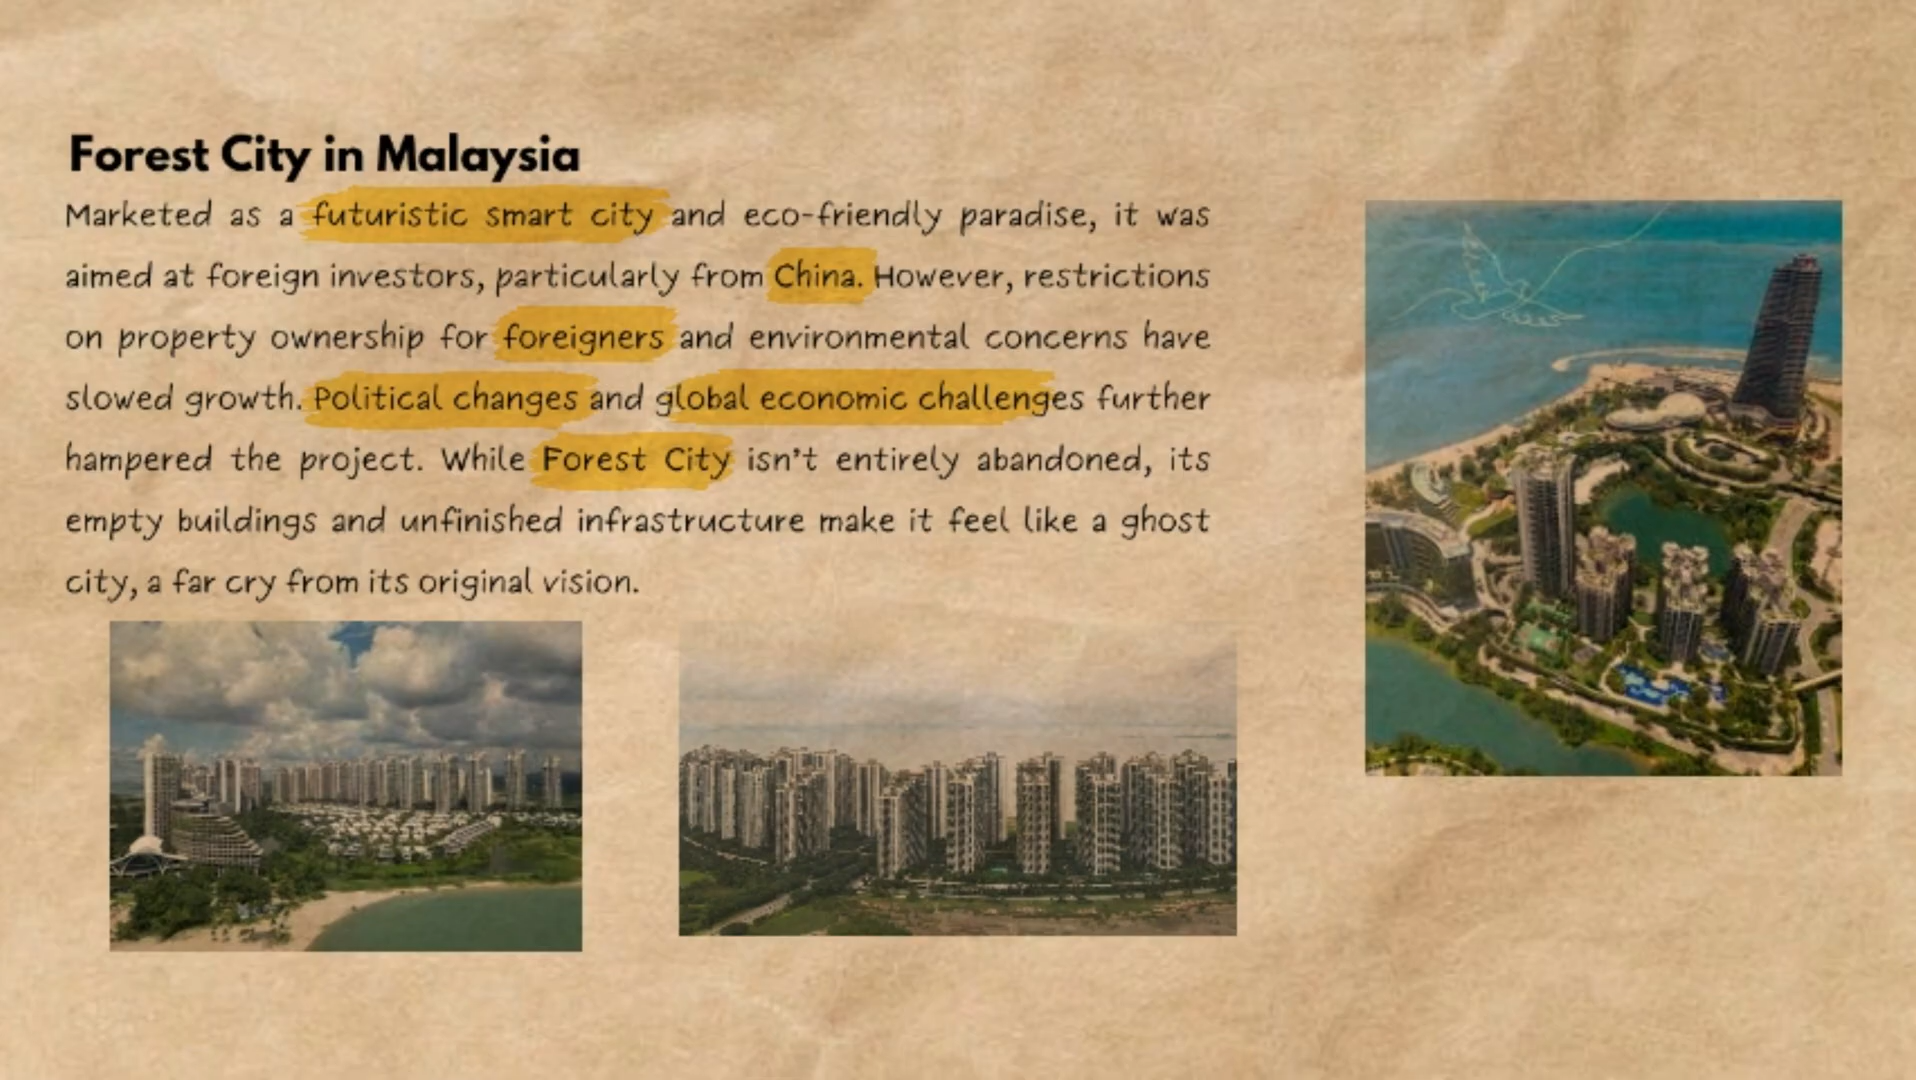 Forest City in Malaysia
Marketed as a futuristic smart city and eco-friendly paradise, it was
aimed at foreign investors, particularly from China. However, restrictions
on property ownership for foreigners and environmental concerns have
slowed growth. Political changes and global economic challenges further
hampered the project. While Forest City isn't entirely abandoned, its
empty buildings and unfinished infrastructure make it feel like a ghost
city, a far cry from its original vision.